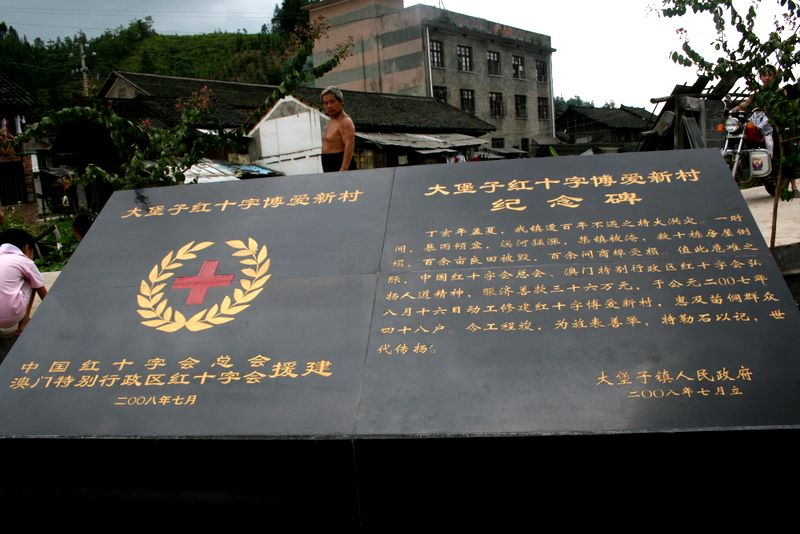 大堡子红十字博爱新村
中国红十字会总会
澳门特别行政区红十字会援建
二〇〇八年七月
大堡子红十字博爱新村
纪念碑
丁亥年孟夏，我镇遭百年不遇之特大洪灾。一时
间，暴雨倾盆，溪河狂涨，集镇被淹，数十栋房屋倒
塌，百余亩良田被毁，百余间商埠受损。值此危难之
际，中国红十字会总会、澳门特别行政区红十字会弘
扬人道精神，赈济善款三十六万元，于公元二00七年
八月十六日动工修建红十字博爱新村，惠及苗侗群众
四十八户。今工程竣，为旌表善举，特勒石以记，世
代传扬。
大堡子镇人民政府
二〇〇八年七月立